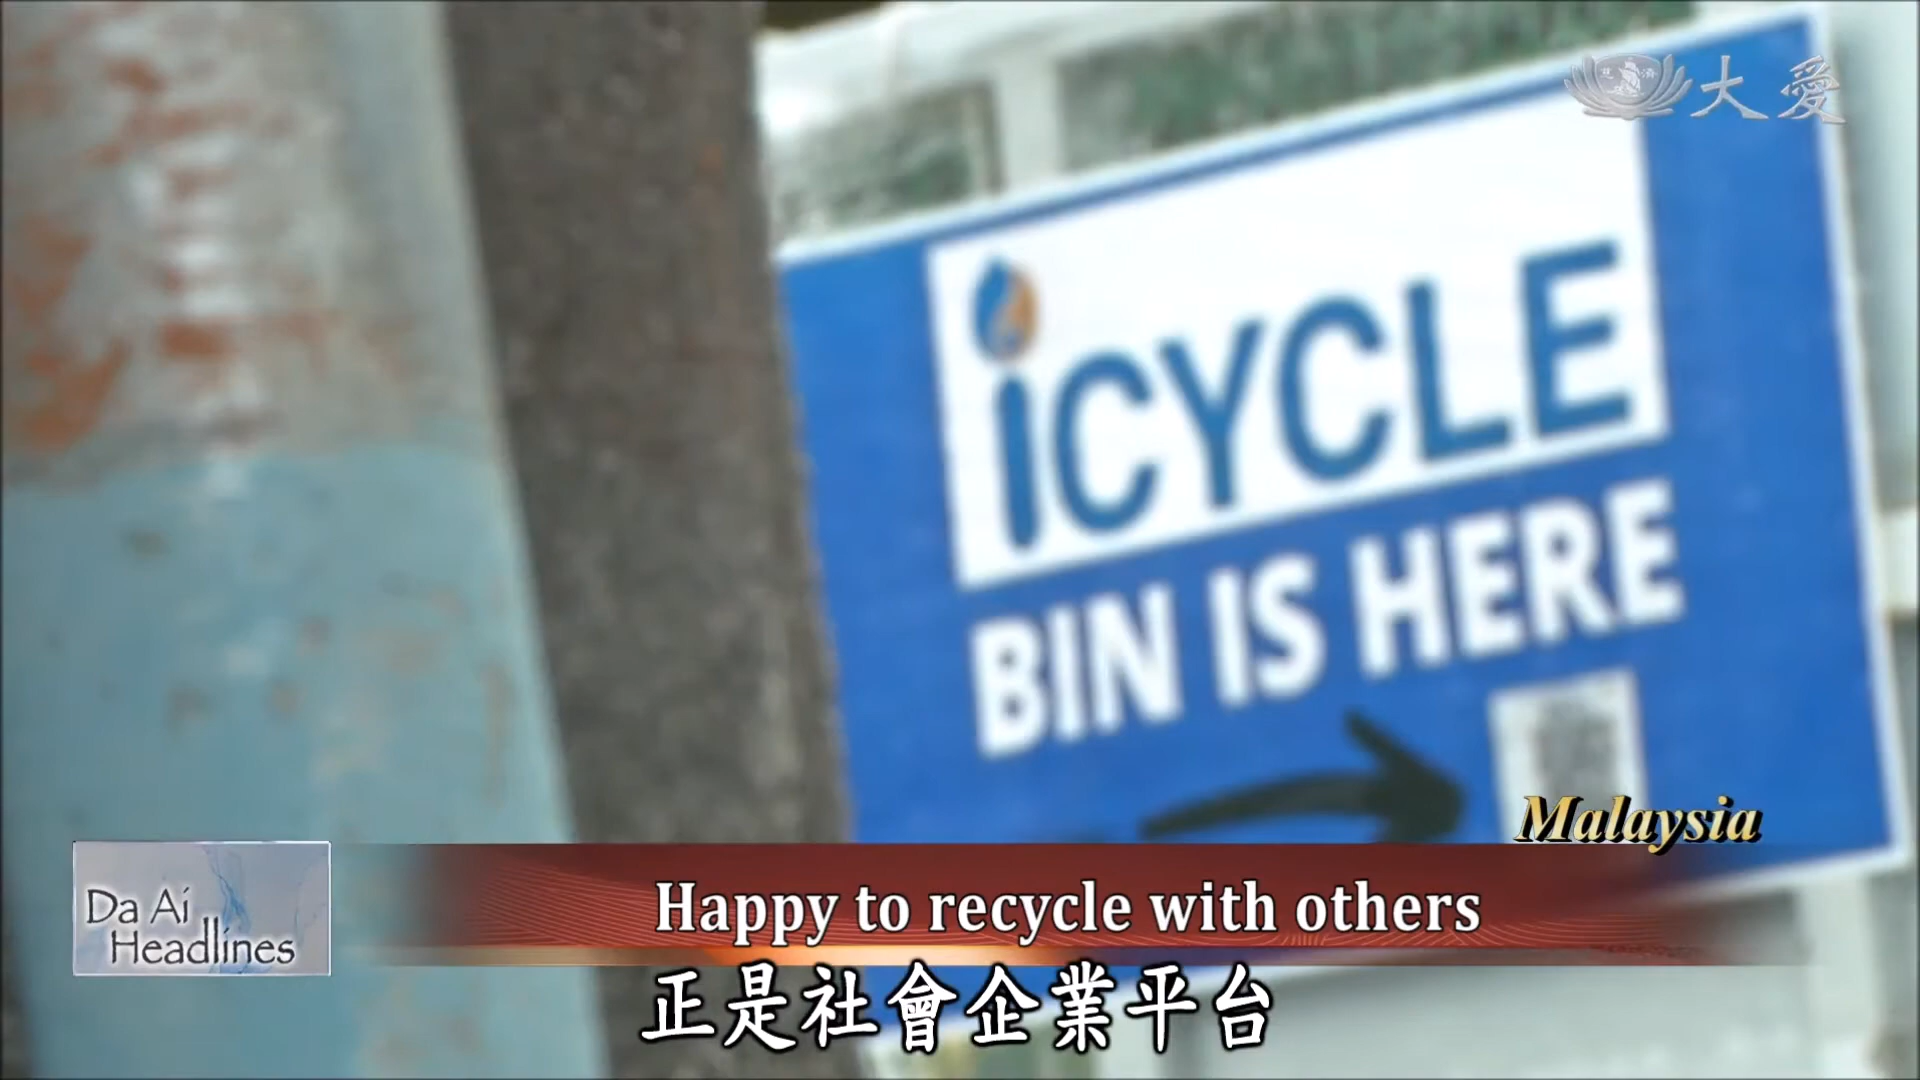 大愛
iCYCLE
BIN IS HERE
Malaysia
Da Ai
Headlines
Happy to recycle with others
正是社會企業平台